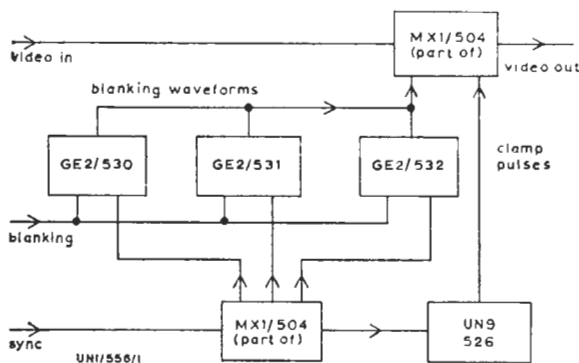 MX1/504
(part of)
video in
video out
blanking waveforms
GE2/530
GE2/531
GE2/532
clamp
pulses
blanking
MX1/504
(part of)
UN9
526
sync
UN1/556/1